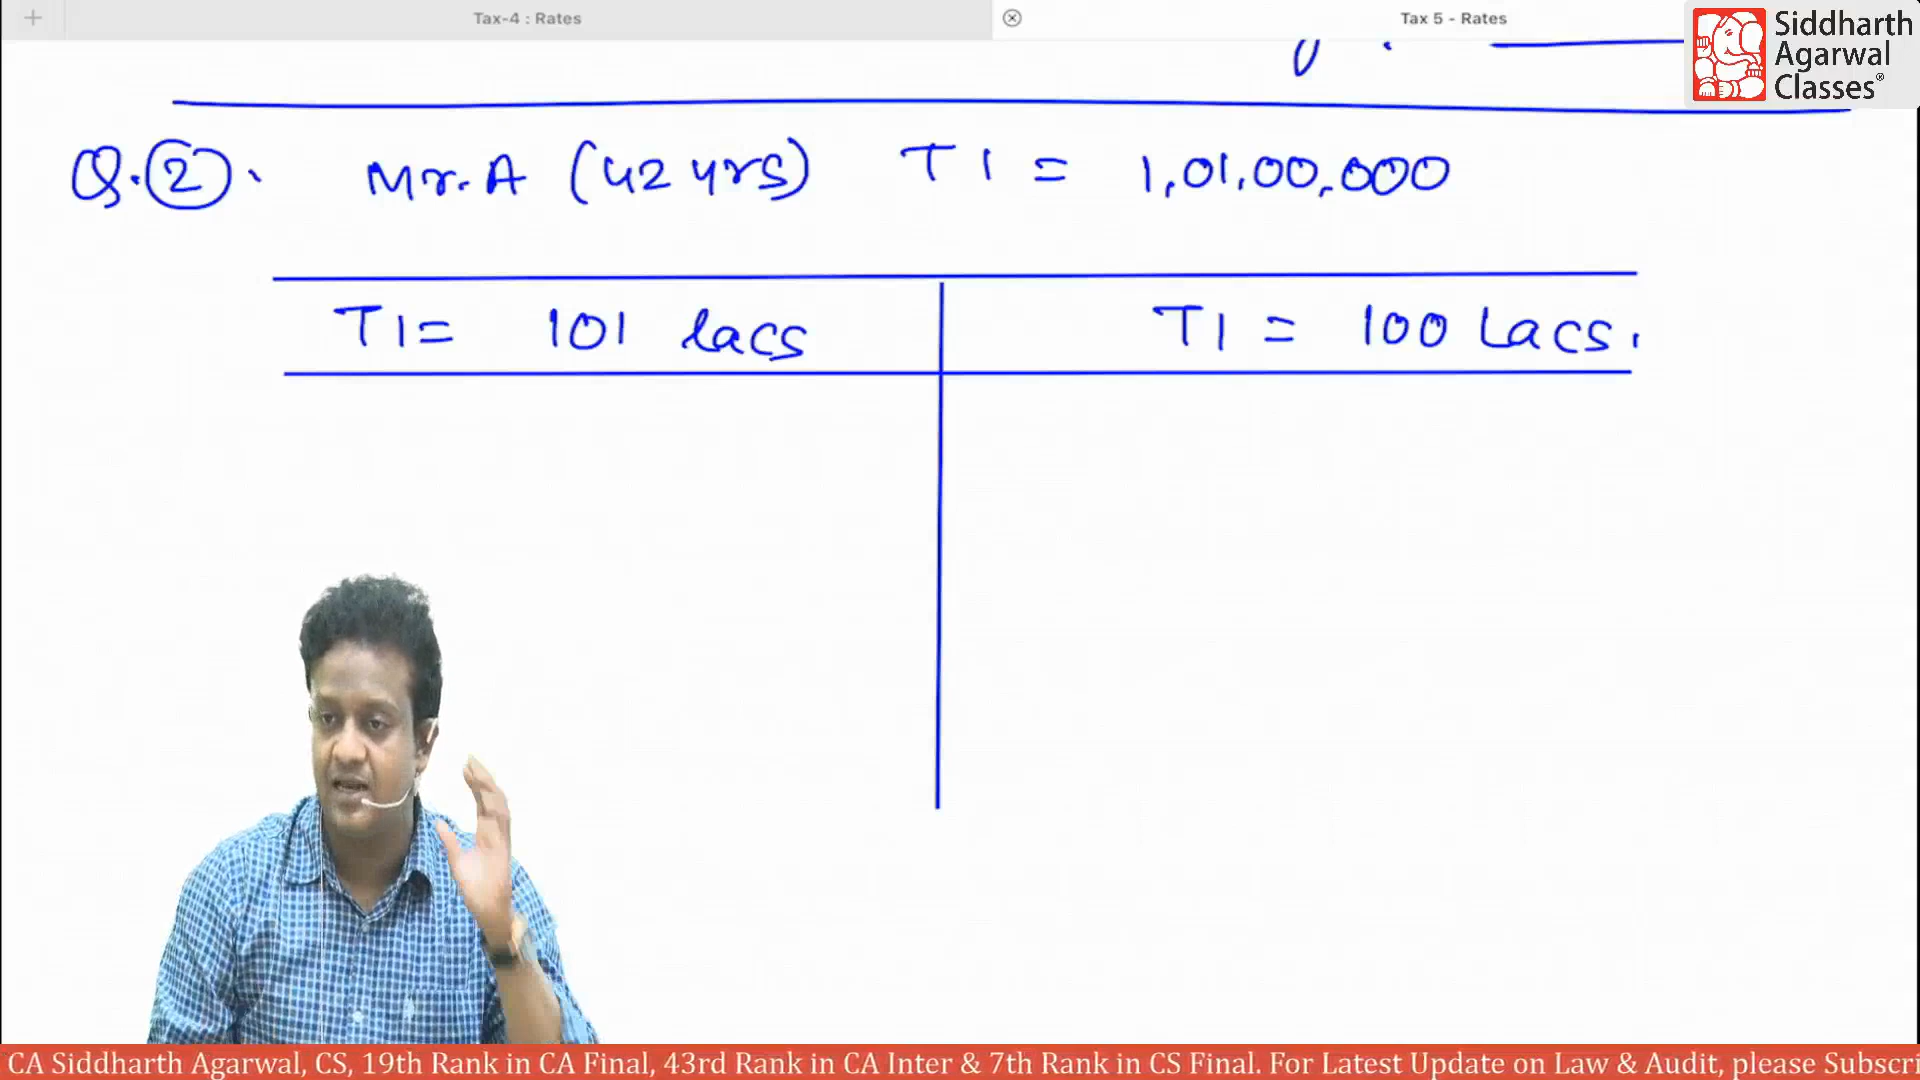 Tax-4 : Rates
Tax 5 - Rates
Siddharth
Agarwal
Classes®
Q.(2). Mr. A (42 yrs) TI = 1,01,00,000
TI = 101 lacs
TI = 100 Lacs.
CA Siddharth Agarwal, CS, 19th Rank in CA Final, 43rd Rank in CA Inter & 7th Rank in CS Final. For Latest Update on Law & Audit, please Subscri